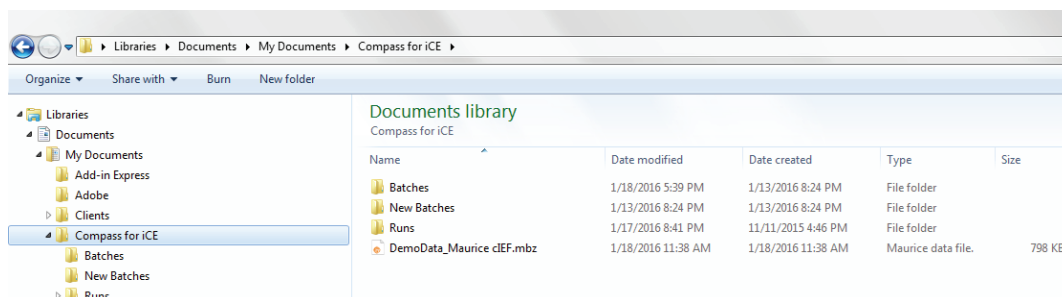 Libraries Documents My Documents Compass for iCE
Organize Share with Burn New folder
Libraries
Documents
My Documents
Add-in Express
Adobe
Clients
Compass for iCE
Batches
New Batches
Runs
Documents library
Compass for iCE
Name Date modified Date created Type Size
Batches 1/18/2016 5:39 PM 1/13/2016 8:24 PM File folder
New Batches 1/13/2016 8:24 PM 1/13/2016 8:24 PM File folder
Runs 1/17/2016 8:41 PM 11/11/2015 4:46 PM File folder
DemoData_Maurice cIEF.mbz 1/18/2016 11:38 AM 1/18/2016 11:38 AM Maurice data file. 798 KB